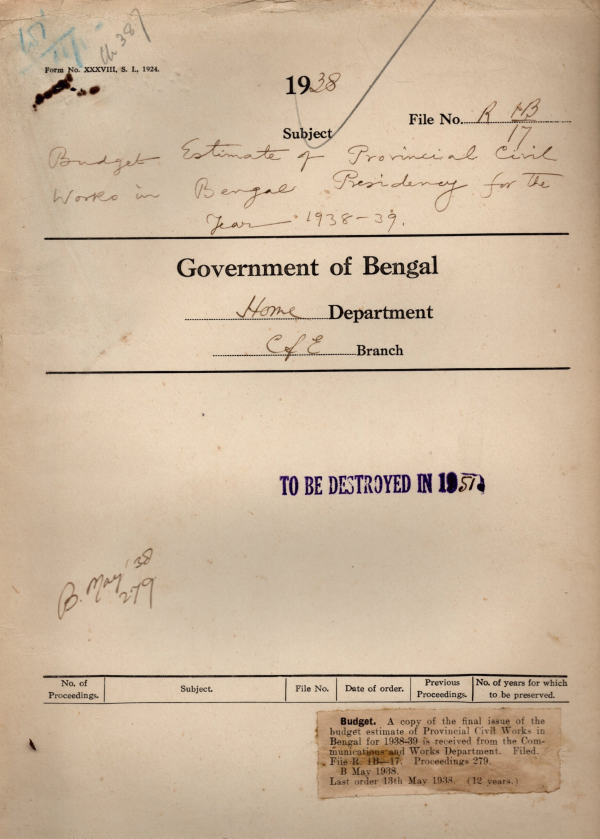 Ch 387
Form No. XXXVIII, S. I., 1924.
1938
File No. R 1B/17
Subject
Budget Estimate of Provincial Civil
Works in Bengal Presidency for the
Year 1938-39.
Government of Bengal
Home Department
C & E Branch
TO BE DESTROYED IN 1951
B. May '38
279
No. of Proceedings. Subject. File No. Date of order. Previous Proceedings. No. of years for which to be preserved.
Budget. A copy of the final issue of the
budget estimate of Provincial Civil Works in
Bengal for 1938-39 is received from the Com-
munications and Works Department. Filed.
File R. 1B—17. Proceedings 279.
B May 1938.
Last order 13th May 1938. (12 years.)